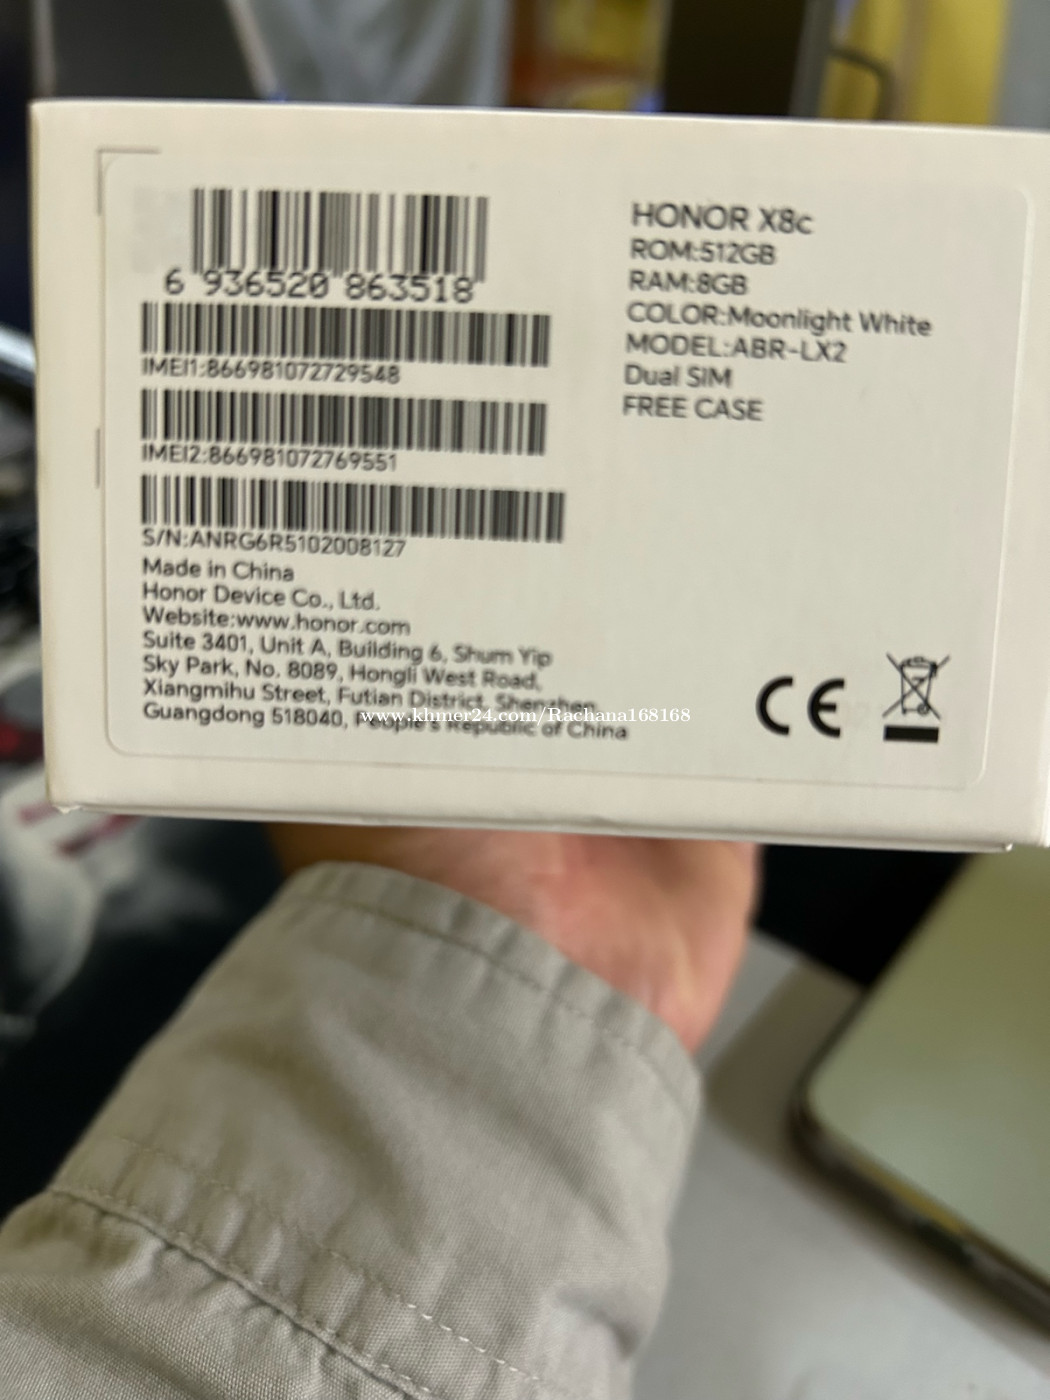 6 936520 863518
IMEI1:866981072729548
IMEI2:866981072769551
S/N:ANRG6R5102008127
Made in China
Honor Device Co., Ltd.
Website:www.honor.com
Suite 3401, Unit A, Building 6, Shum Yip
Sky Park, No. 8089, Hongli West Road,
Xiangmihu Street, Futian District, Shenzhen,
Guangdong 518040, People's Republic of China
www.khmer24.com/Rachana168168
HONOR X8c
ROM:512GB
RAM:8GB
COLOR:Moonlight White
MODEL:ABR-LX2
Dual SIM
FREE CASE
CE